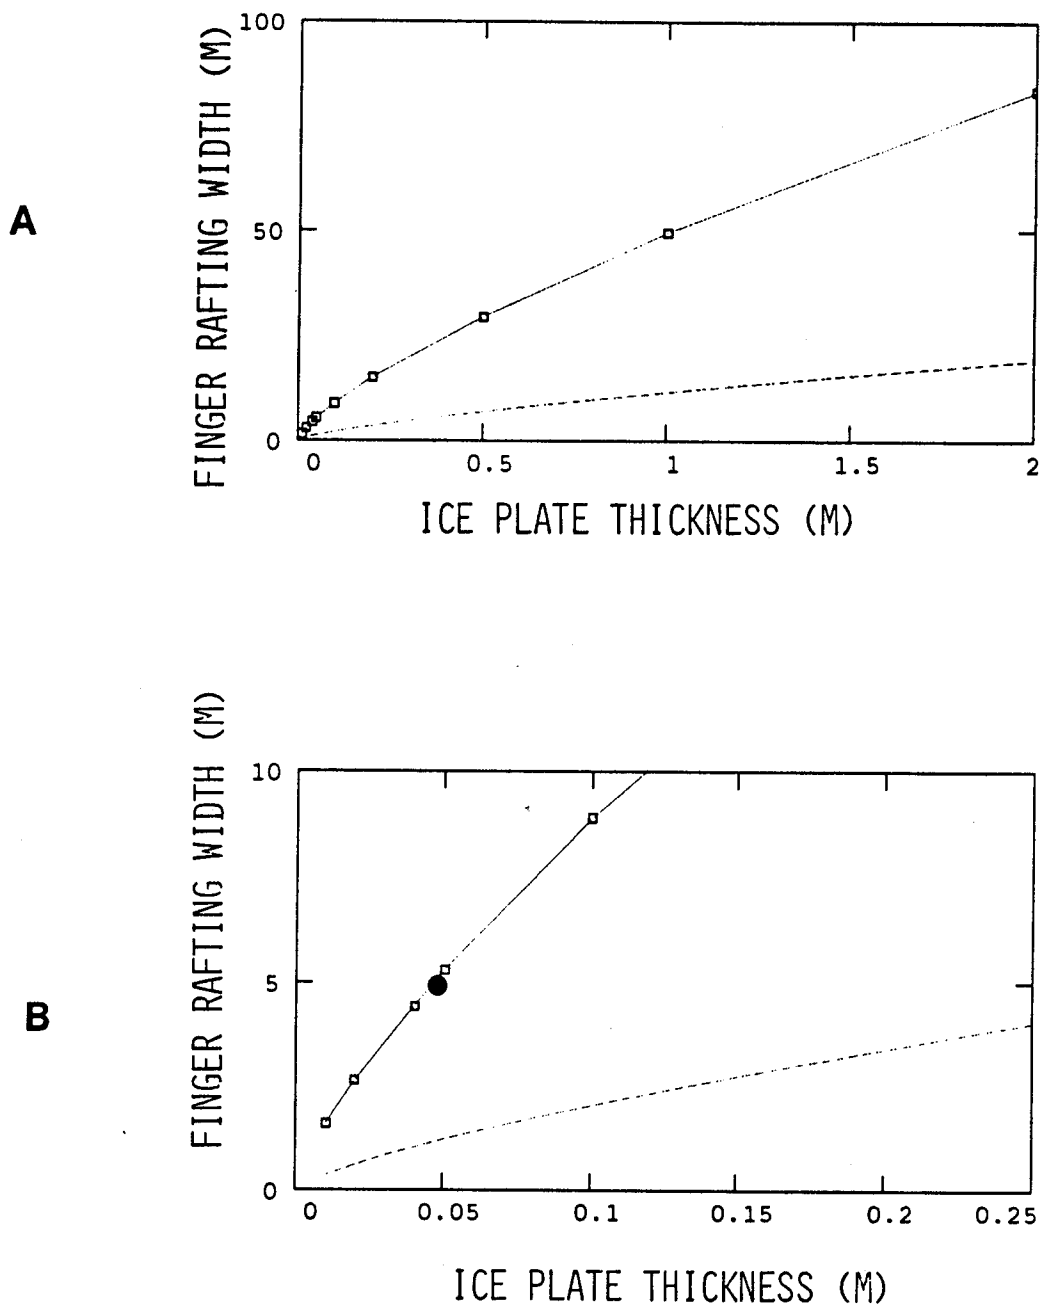 A
FINGER RAFTING WIDTH (M)
100
50
0
0 0.5 1 1.5 2
ICE PLATE THICKNESS (M)
B
FINGER RAFTING WIDTH (M)
10
5
0
0 0.05 0.1 0.15 0.2 0.25
ICE PLATE THICKNESS (M)